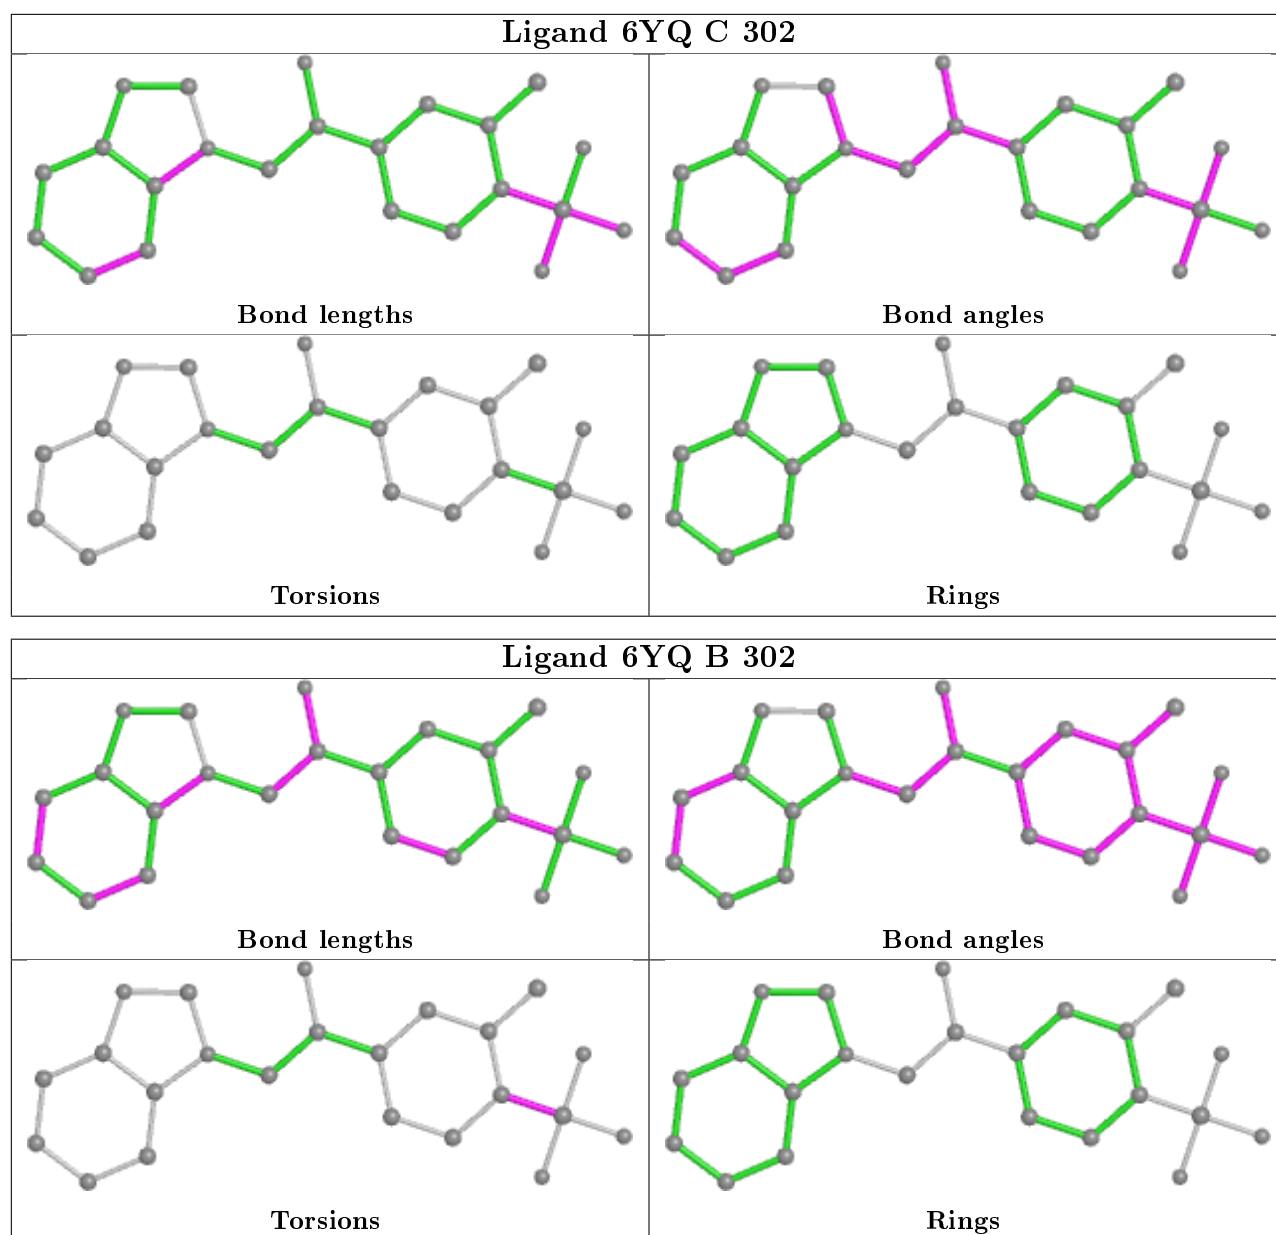 Ligand 6YQ C 302
Bond lengths
Bond angles
Torsions
Rings
Ligand 6YQ B 302
Bond lengths
Bond angles
Torsions
Rings